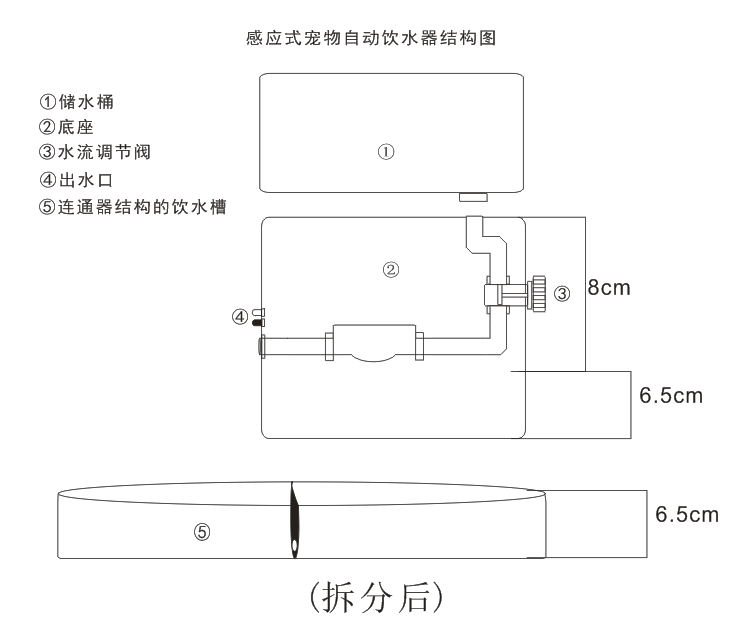 感应式宠物自动饮水器结构图
①储水桶
②底座
③水流调节阀
④出水口
⑤连通器结构的饮水槽
①
②
③
8cm
④
6.5cm
6.5cm
⑤
(拆分后)